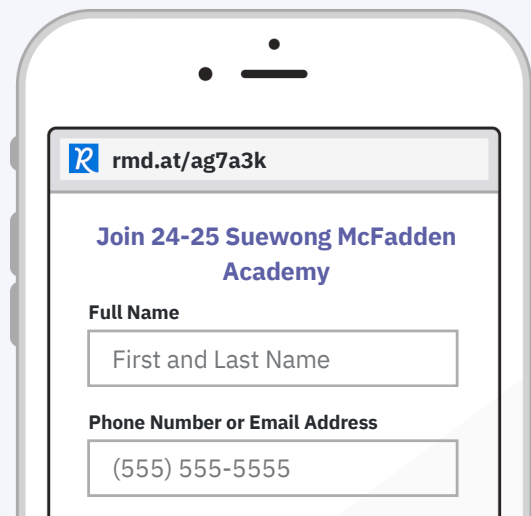 rmd.at/ag7a3k
Join 24-25 Suewong McFadden
Academy
Full Name
First and Last Name
Phone Number or Email Address
(555) 555-5555